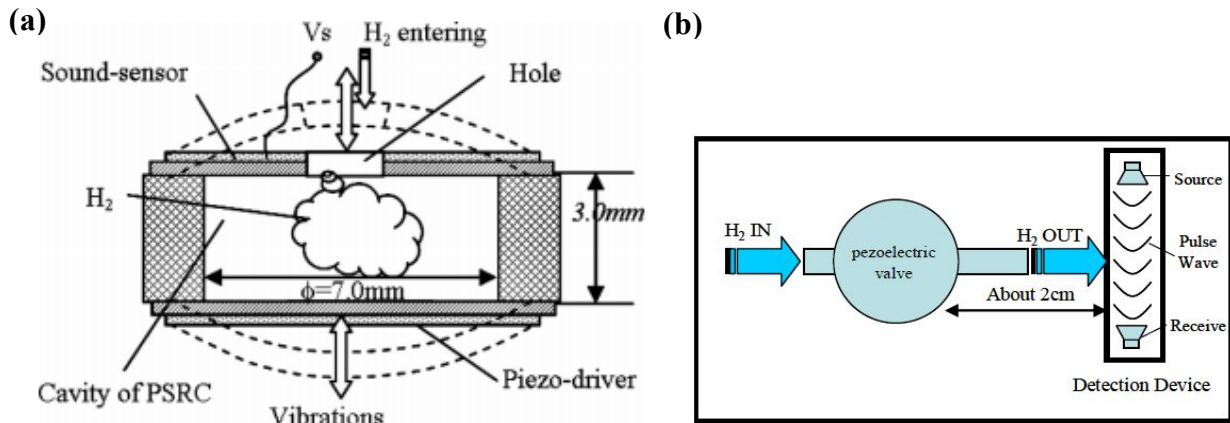 (a)
Vs
H₂ entering
Sound-sensor
Hole
H₂
3.0mm
ϕ=7.0mm
Cavity of PSRC
Piezo-driver
Vibrations
(b)
H₂ IN
pezoelectric
valve
H₂ OUT
About 2cm
Source
Pulse
Wave
Receive
Detection Device